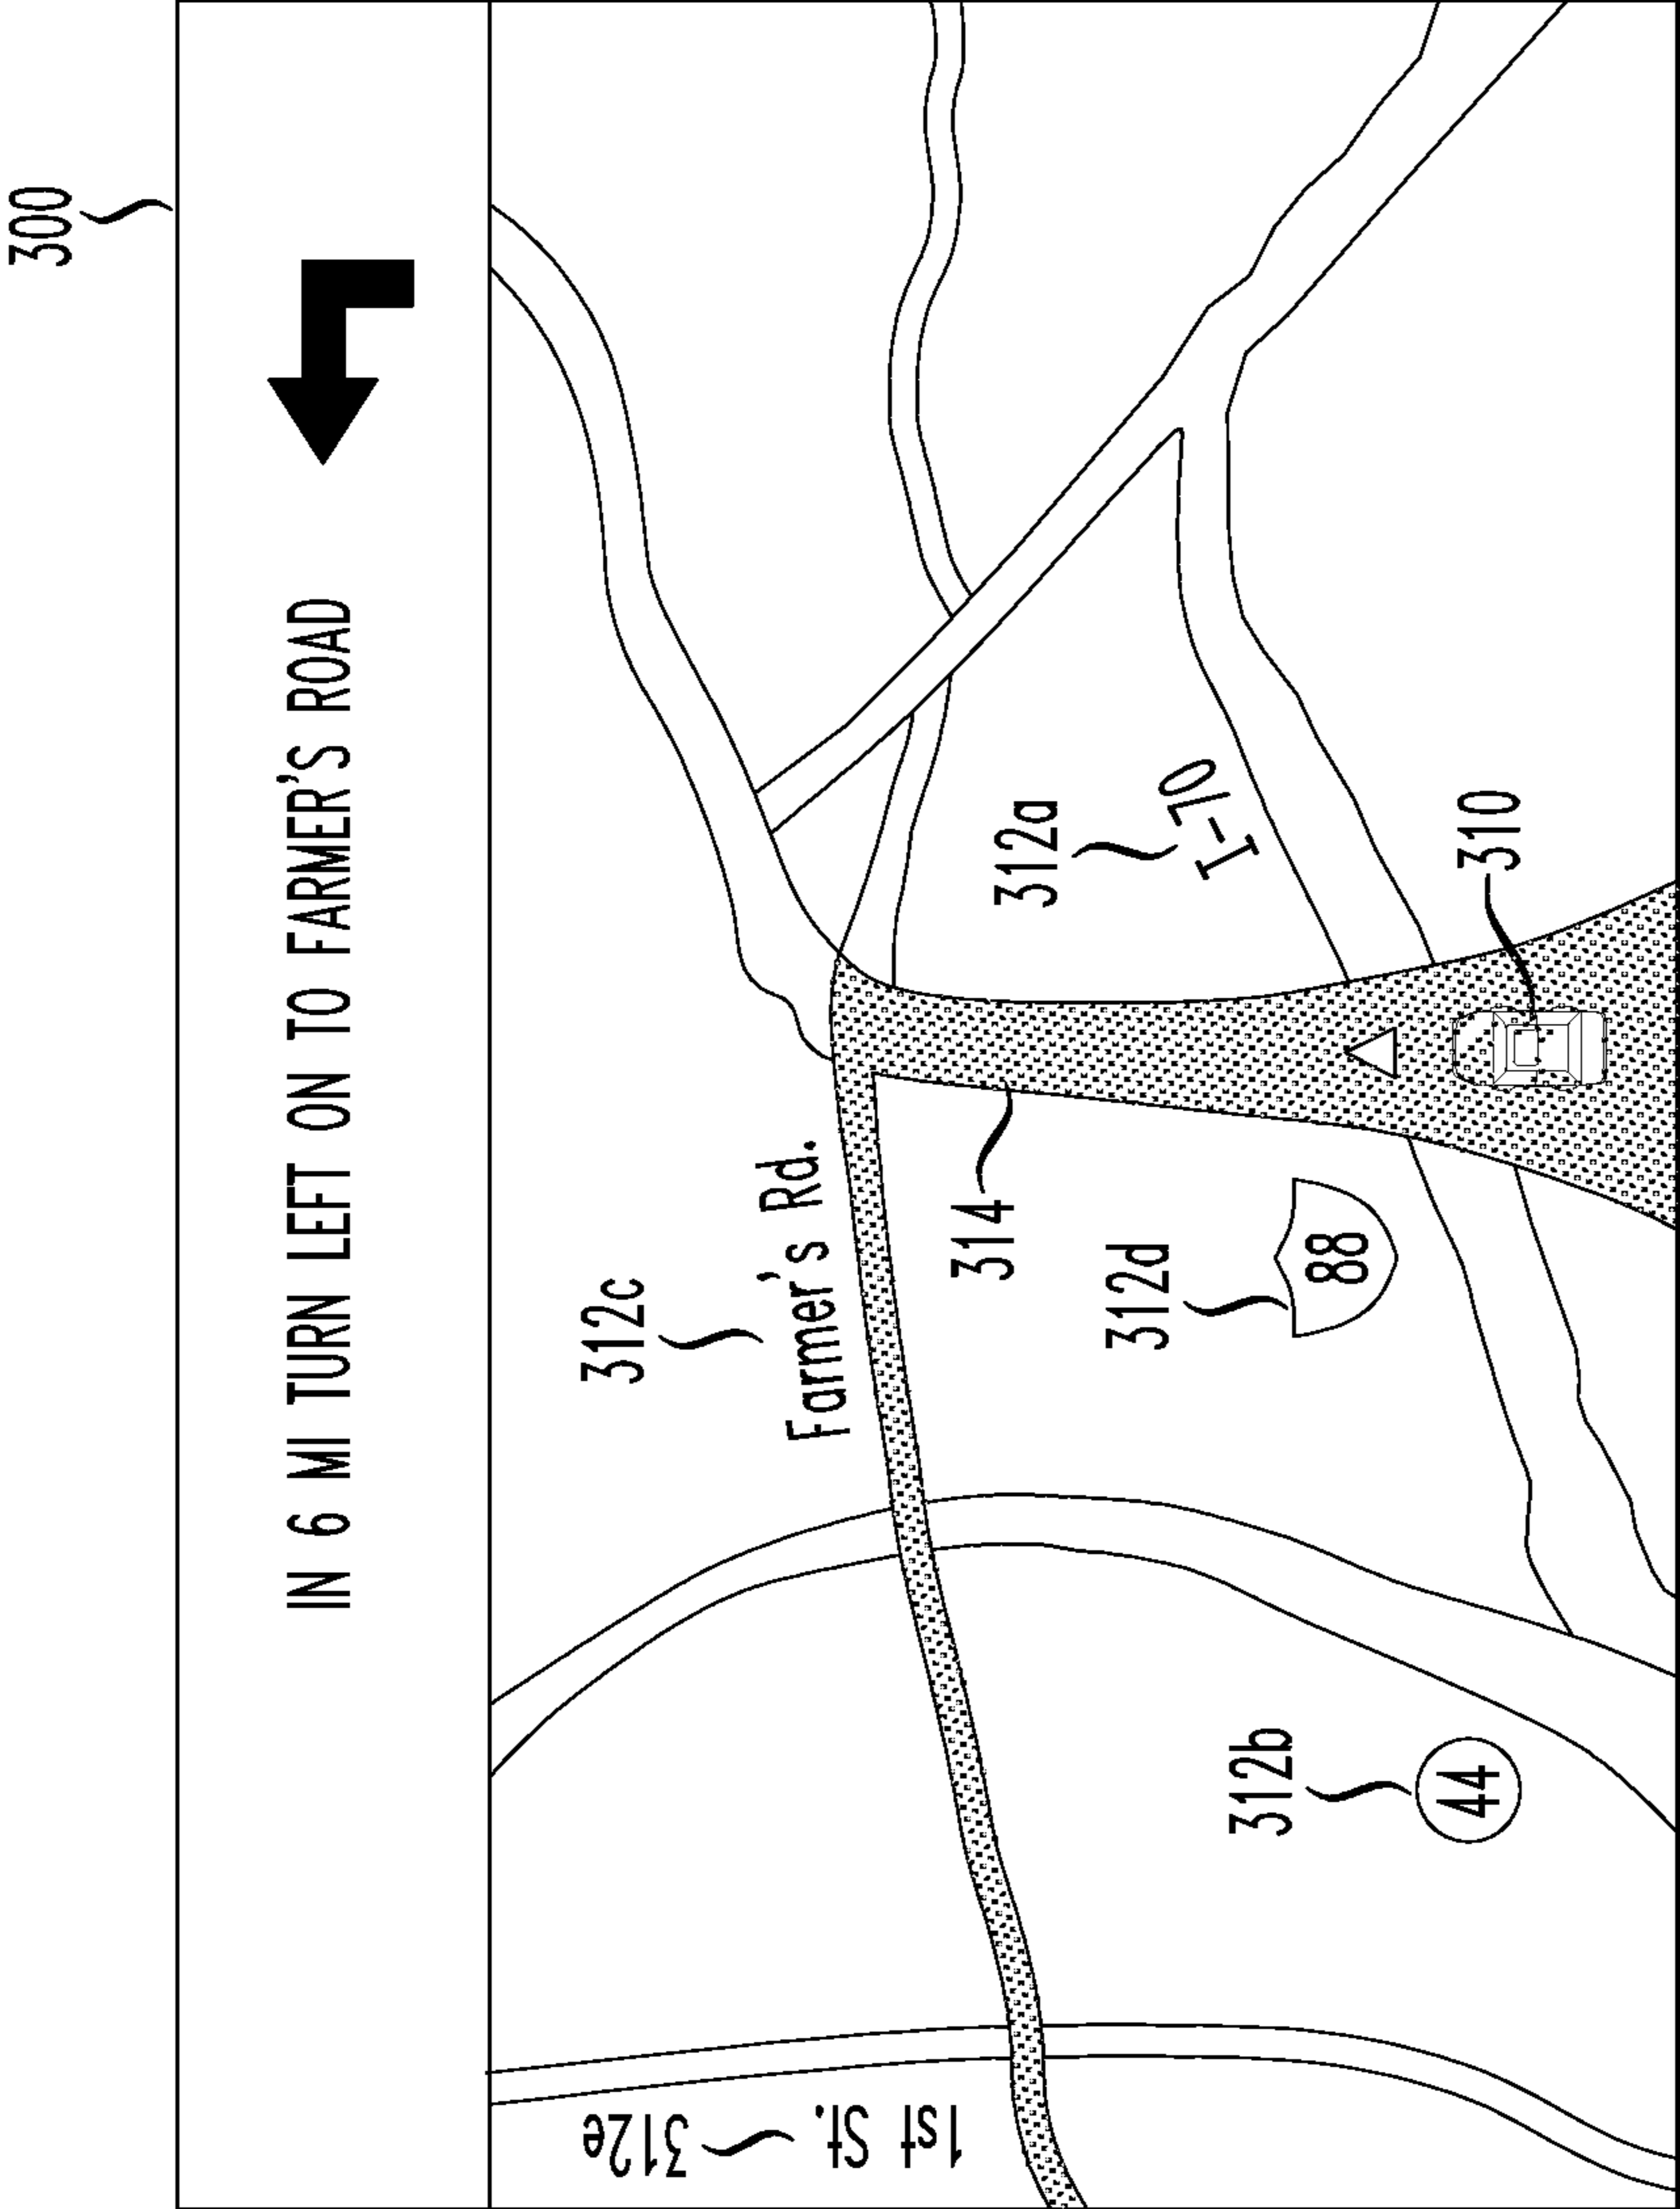 300
IN 6 MI TURN LEFT ON TO FARMER'S ROAD
312c
Farmer's Rd.
312e
1st St.
314
312a
I-70
312d
88
310
312b
44